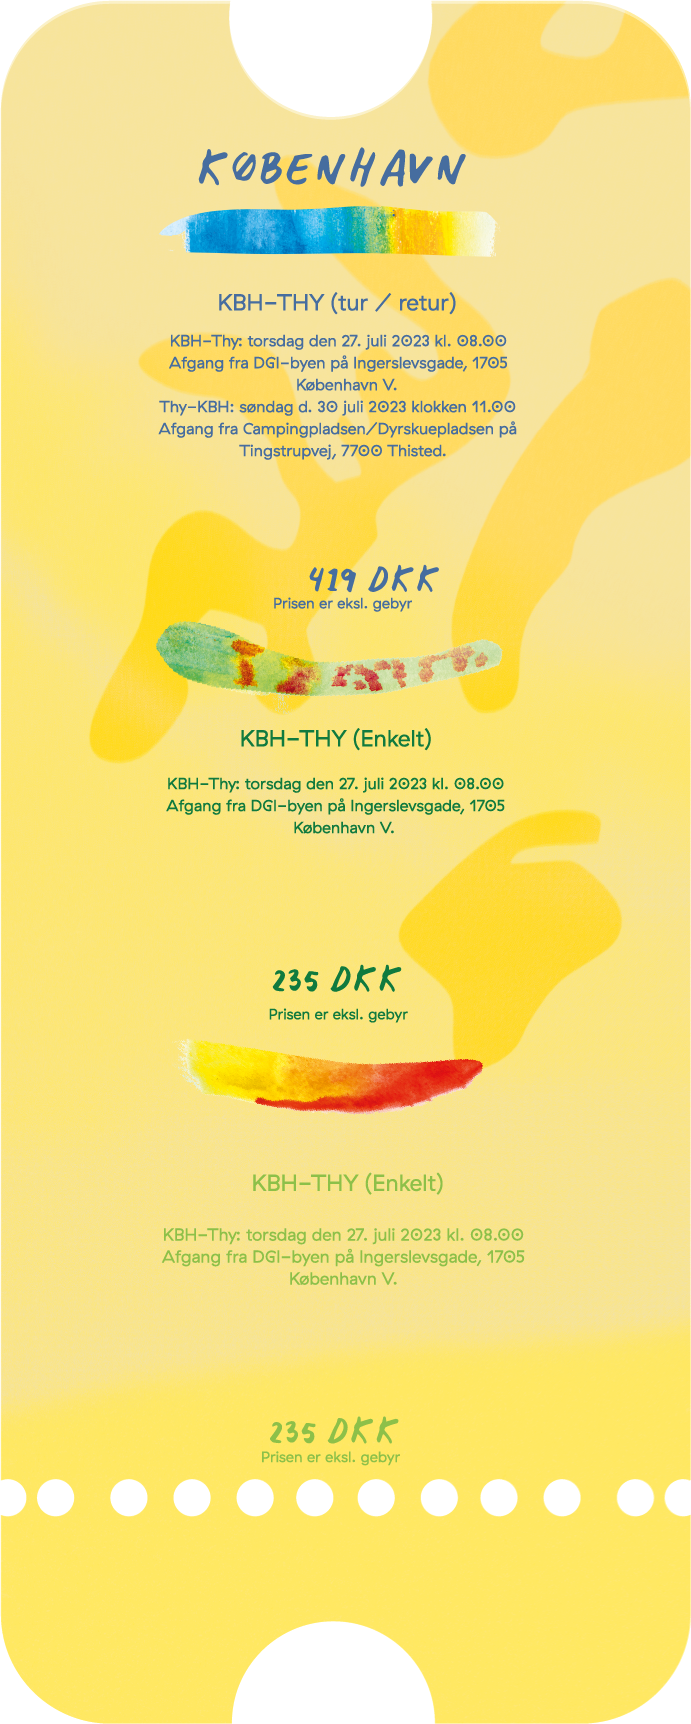 KØBENHAVN
KBH-THY (tur / retur)
KBH-Thy: torsdag den 27. juli 2023 kl. 08.00
Afgang fra DGI-byen på Ingerslevsgade, 1705
København V.
Thy-KBH: søndag d. 30 juli 2023 klokken 11.00
Afgang fra Campingpladsen/Dyrskuepladsen på
Tingstrupvej, 7700 Thisted.
419 DKK
Prisen er eksl. gebyr
KBH-THY (Enkelt)
KBH-Thy: torsdag den 27. juli 2023 kl. 08.00
Afgang fra DGI-byen på Ingerslevsgade, 1705
København V.
235 DKK
Prisen er eksl. gebyr
KBH-THY (Enkelt)
KBH-Thy: torsdag den 27. juli 2023 kl. 08.00
Afgang fra DGI-byen på Ingerslevsgade, 1705
København V.
235 DKK
Prisen er eksl. gebyr